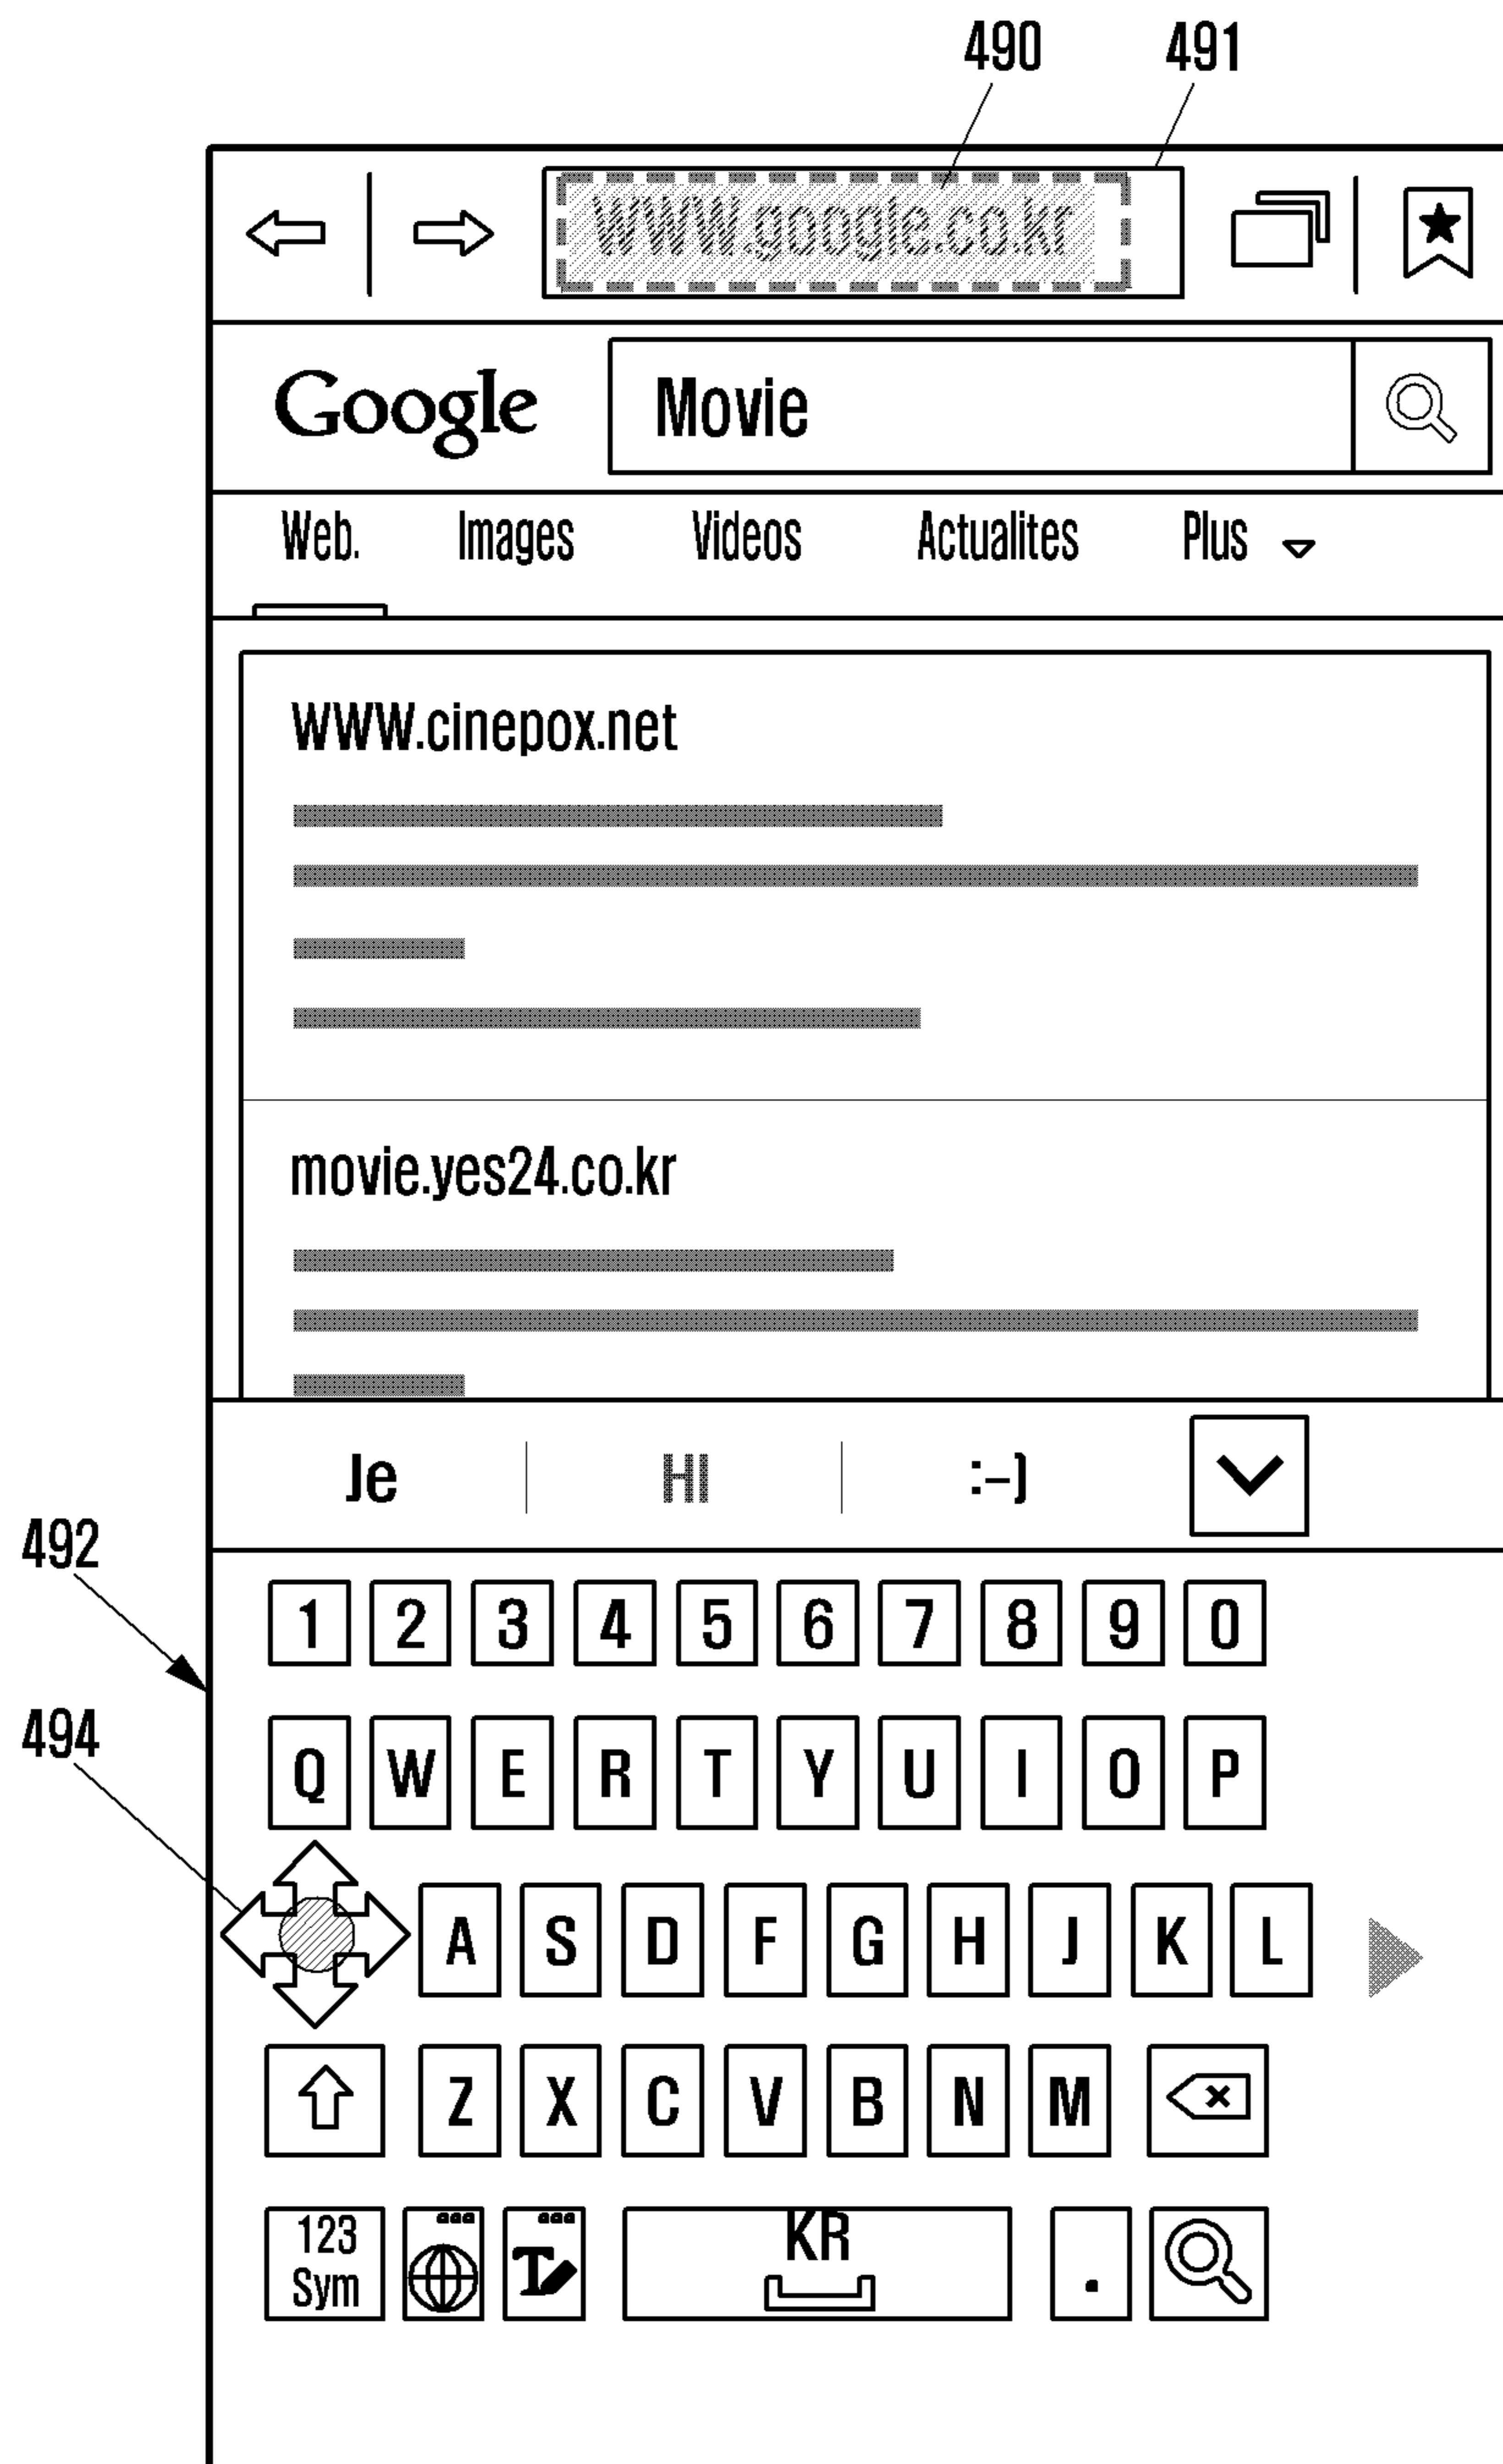 490 491
WWW.google.co.kr
Google Movie
Web. Images Videos Actualites Plus
WWW.cinepox.net
movie.yes24.co.kr
Je HI :-)
492
1 2 3 4 5 6 7 8 9 0
494
Q W E R T Y U I O P
A S D F G H J K L
Z X C V B N M
123 KR
Sym T .